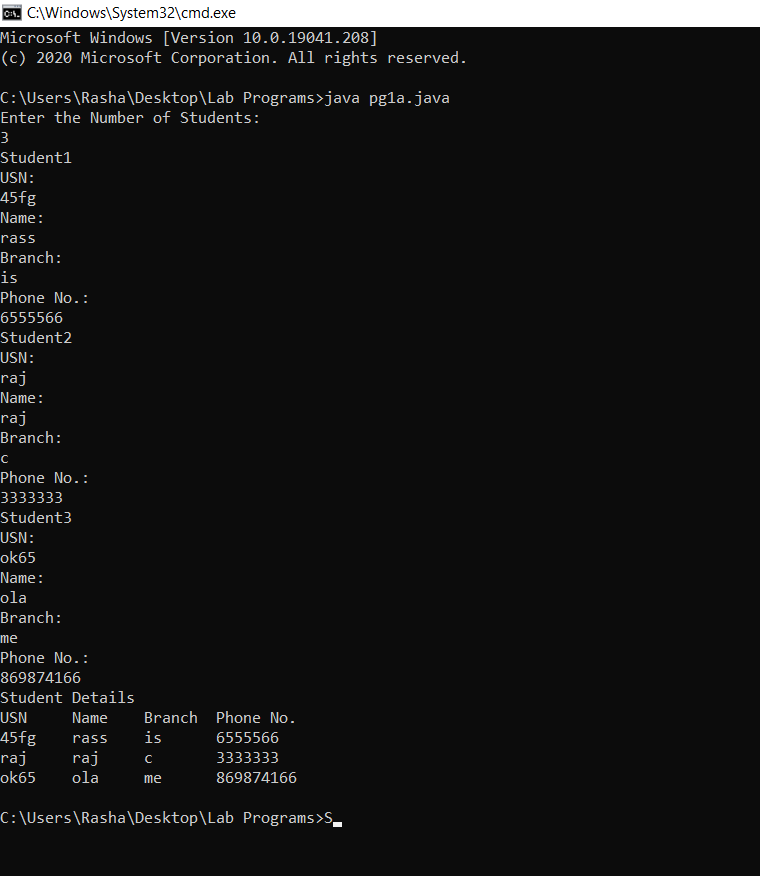 C:\Windows\System32\cmd.exe
Microsoft Windows [Version 10.0.19041.208]
(c) 2020 Microsoft Corporation. All rights reserved.
C:\Users\Rasha\Desktop\Lab Programs>java pg1a.java
Enter the Number of Students:
3
Student1
USN:
45fg
Name:
rass
Branch:
is
Phone No.:
6555566
Student2
USN:
raj
Name:
raj
Branch:
c
Phone No.:
3333333
Student3
USN:
ok65
Name:
ola
Branch:
me
Phone No.:
869874166
Student Details
USN     Name    Branch  Phone No.
45fg    rass    is      6555566
raj     raj     c       3333333
ok65    ola     me      869874166
C:\Users\Rasha\Desktop\Lab Programs>S